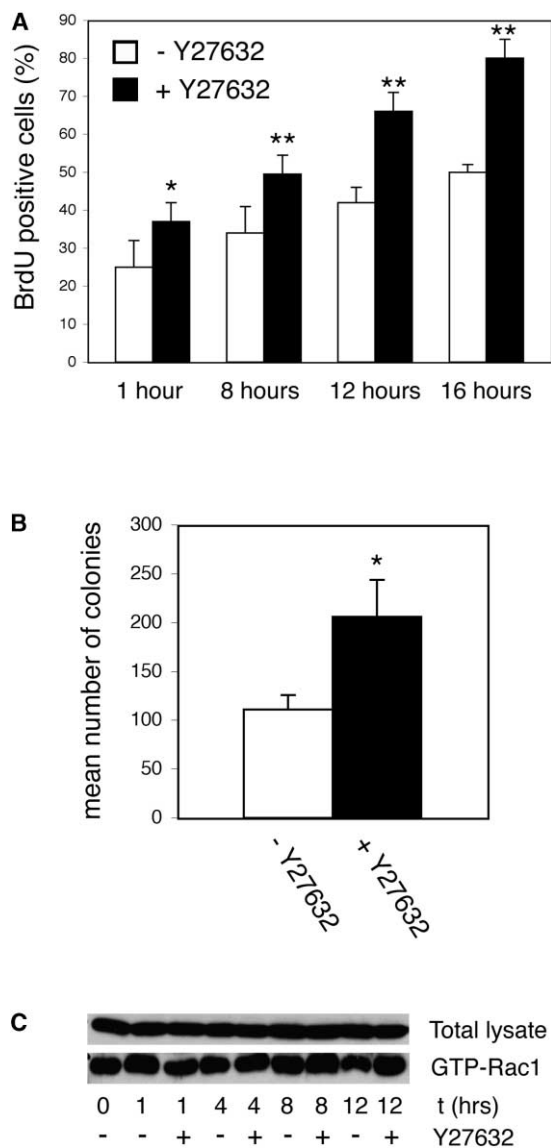 A
BrdU positive cells (%)
90
80
70
60
50
40
30
20
10
0
- Y27632
+ Y27632
*
**
**
**
1 hour 8 hours 12 hours 16 hours
B
mean number of colonies
300
250
200
150
100
50
0
*
- Y27632
+ Y27632
C
Total lysate
GTP-Rac1
0 1 1 4 4 8 8 12 12 t (hrs)
- - + - + - + - + Y27632